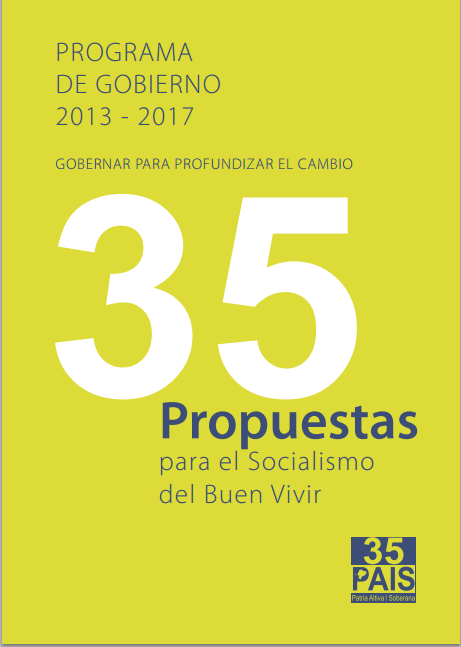 PROGRAMA
DE GOBIERNO
2013 - 2017
GOBERNAR PARA PROFUNDIZAR EL CAMBIO
35
Propuestas
para el Socialismo
del Buen Vivir
35
PAIS
Patria Altiva I Soberana